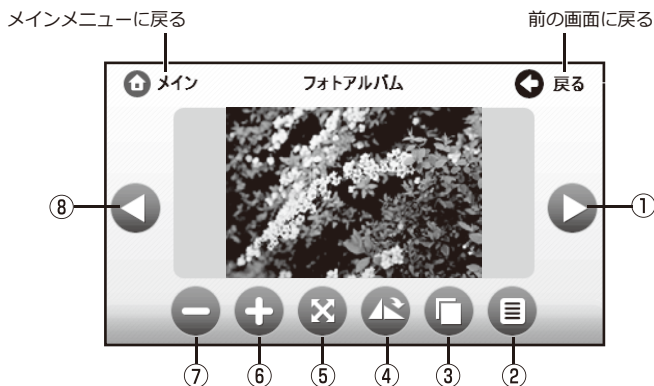 メインメニューに戻る
前の画面に戻る
メイン
フォトアルバム
戻る
⑧
①
⑦
⑥
⑤
④
③
②